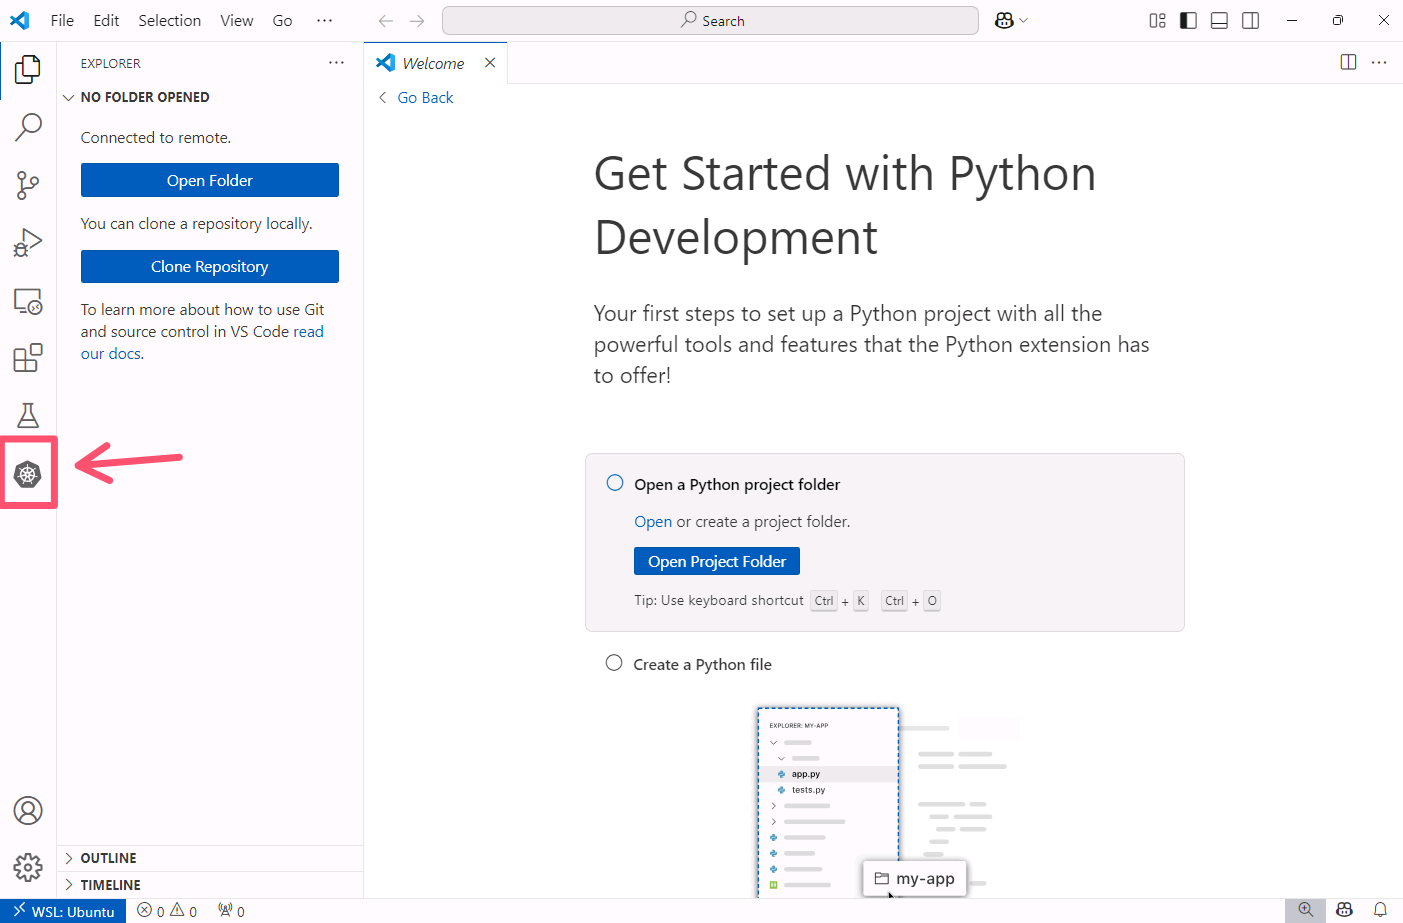 File Edit Selection View Go ···
Search
EXPLORER ···
Welcome
NO FOLDER OPENED
Go Back
Connected to remote.
Open Folder
You can clone a repository locally.
Clone Repository
To learn more about how to use Git
and source control in VS Code read
our docs.
Get Started with Python
Development
Your first steps to set up a Python project with all the
powerful tools and features that the Python extension has
to offer!
Open a Python project folder
Open or create a project folder.
Open Project Folder
Tip: Use keyboard shortcut Ctrl + K Ctrl + O
Create a Python file
EXPLORER: MY-APP
app.py
tests.py
my-app
OUTLINE
TIMELINE
WSL: Ubuntu 0 0 0